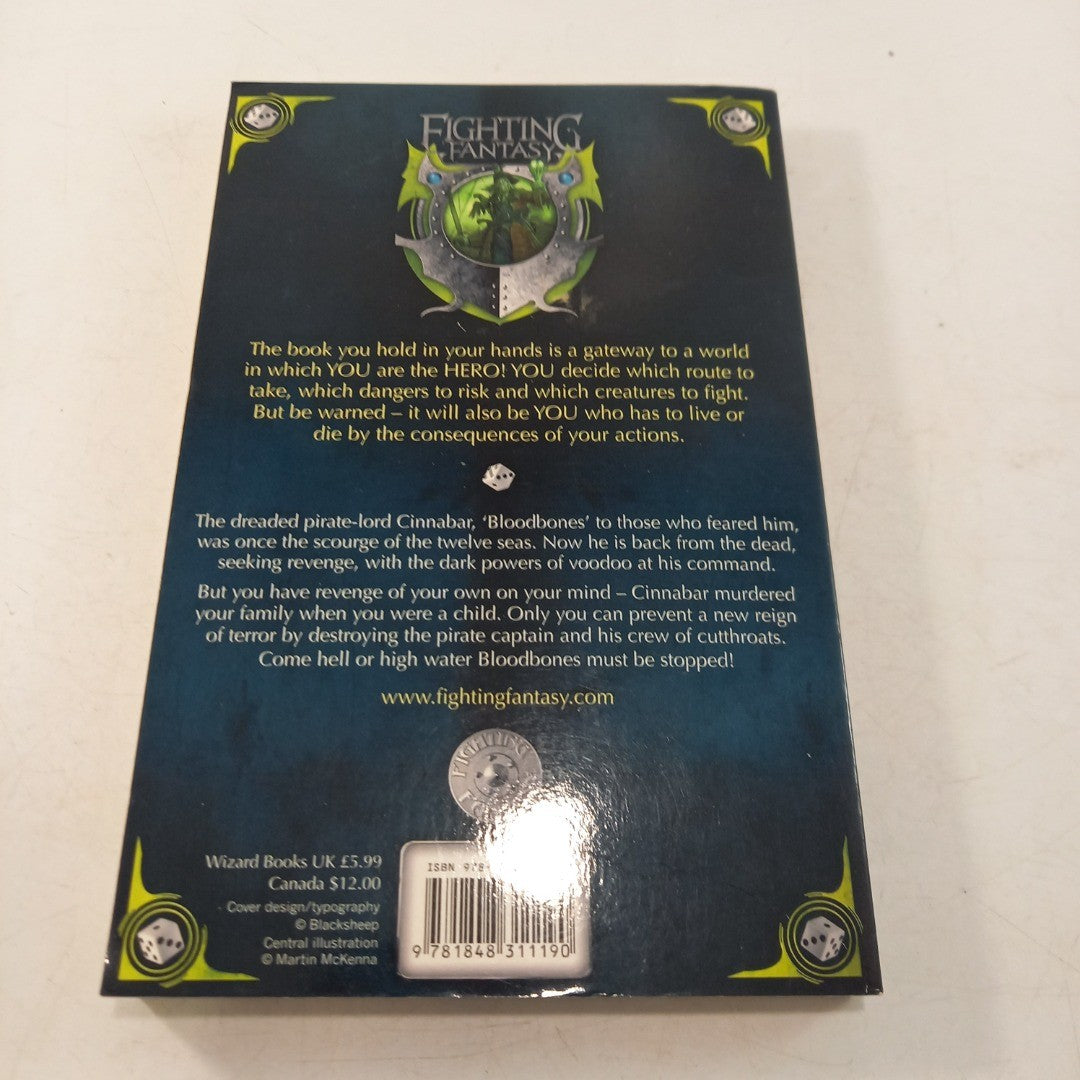 FIGHTING
FANTASY
The book you hold in your hands is a gateway to a world
in which YOU are the HERO! YOU decide which route to
take, which dangers to risk and which creatures to fight.
But be warned – it will also be YOU who has to live or
die by the consequences of your actions.
The dreaded pirate-lord Cinnabar, ‘Bloodbones’ to those who feared him,
was once the scourge of the twelve seas. Now he is back from the dead,
seeking revenge, with the dark powers of voodoo at his command.
But you have revenge of your own on your mind – Cinnabar murdered
your family when you were a child. Only you can prevent a new reign
of terror by destroying the pirate captain and his crew of cutthroats.
Come hell or high water Bloodbones must be stopped!
www.fightingfantasy.com
FIGHTING
Wizard Books UK £5.99
Canada $12.00
Cover design/typography
© Blacksheep
Central illustration
© Martin McKenna
ISBN 978-
9 781848 311190